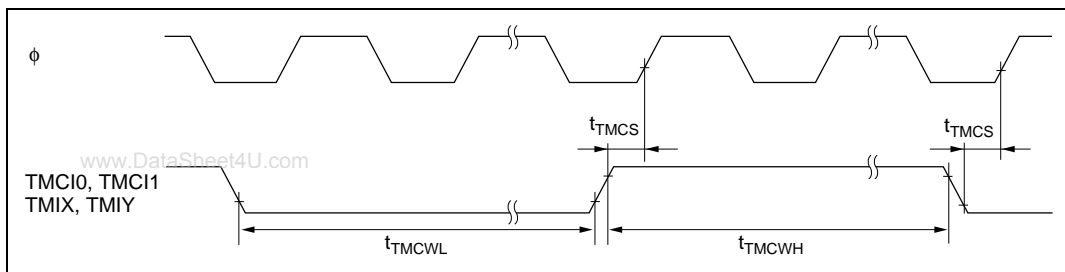 ϕ
tTMCS
tTMCS
www.DataSheet4U.com
TMCI0, TMCI1
TMIX, TMIY
tTMCWL
tTMCWH